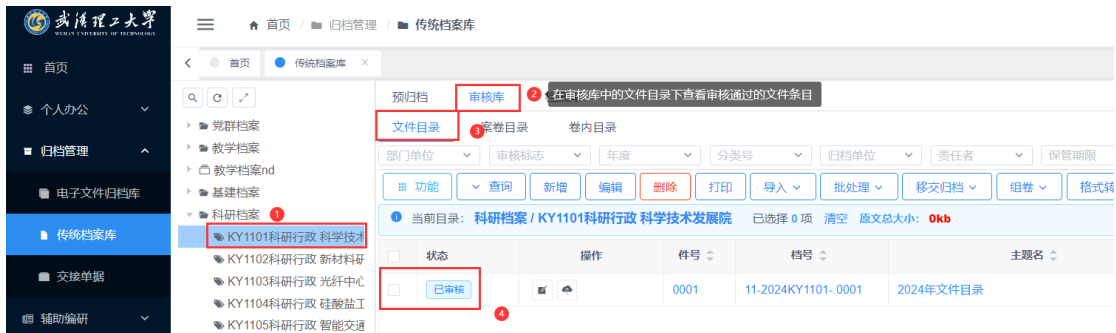 武汉理工大学
WUHAN UNIVERSITY OF TECHNOLOGY
首页 / 归档管理 / 传统档案库
首页
个人办公
归档管理
电子文件归档库
传统档案库
交接单据
辅助编研
首页 传统档案库 ×
党群档案
教学档案
教学档案nd
基建档案
科研档案 1
KY1101科研行政 科学技术
KY1102科研行政 新材料研
KY1103科研行政 光纤中心
KY1104科研行政 硅酸盐工
KY1105科研行政 智能交通
预归档 审核库 2 在审核库中的文件目录下查看审核通过的文件条目
文件目录 3 案卷目录 卷内目录
部门单位 审核标志 年度 分类号 归档单位 责任者 保管期限
功能 查询 新增 编辑 删除 打印 导入 批处理 移交归档 组卷 格式转
当前目录: 科研档案 / KY1101科研行政 科学技术发展院 已选择 0 项 清空 原文总大小: 0kb
状态 操作 件号 档号 主题名
已审核 0001 11-2024KY1101-.0001 2024年文件目录
4